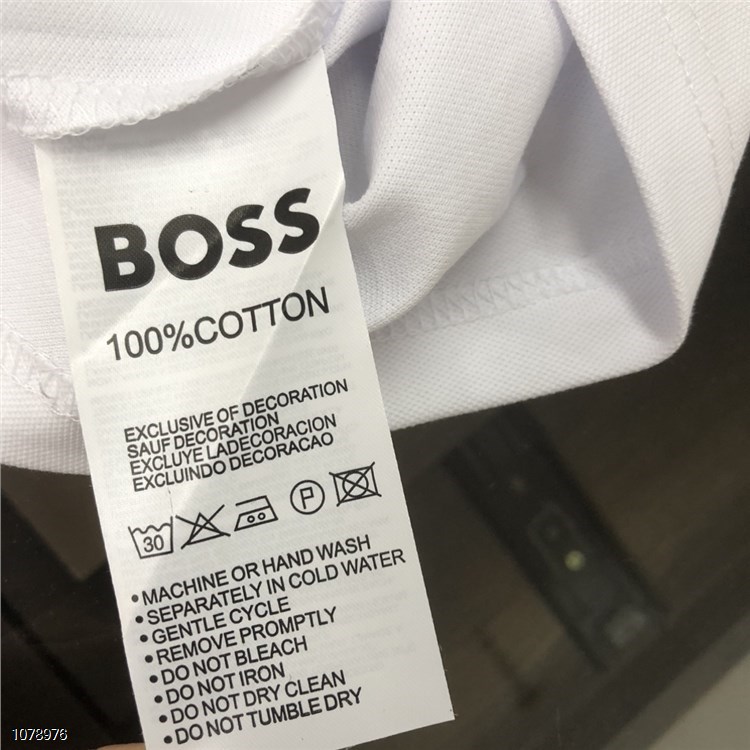 BOSS
100%COTTON
EXCLUSIVE OF DECORATION
SAUF DECORATION
EXCLUYE LADECORACION
EXCLUINDO DECORACAO
30 P
• MACHINE OR HAND WASH
• SEPARATELY IN COLD WATER
• GENTLE CYCLE
• REMOVE PROMPTLY
• DO NOT BLEACH
• DO NOT IRON
• DO NOT DRY CLEAN
• DO NOT TUMBLE DRY
1078976